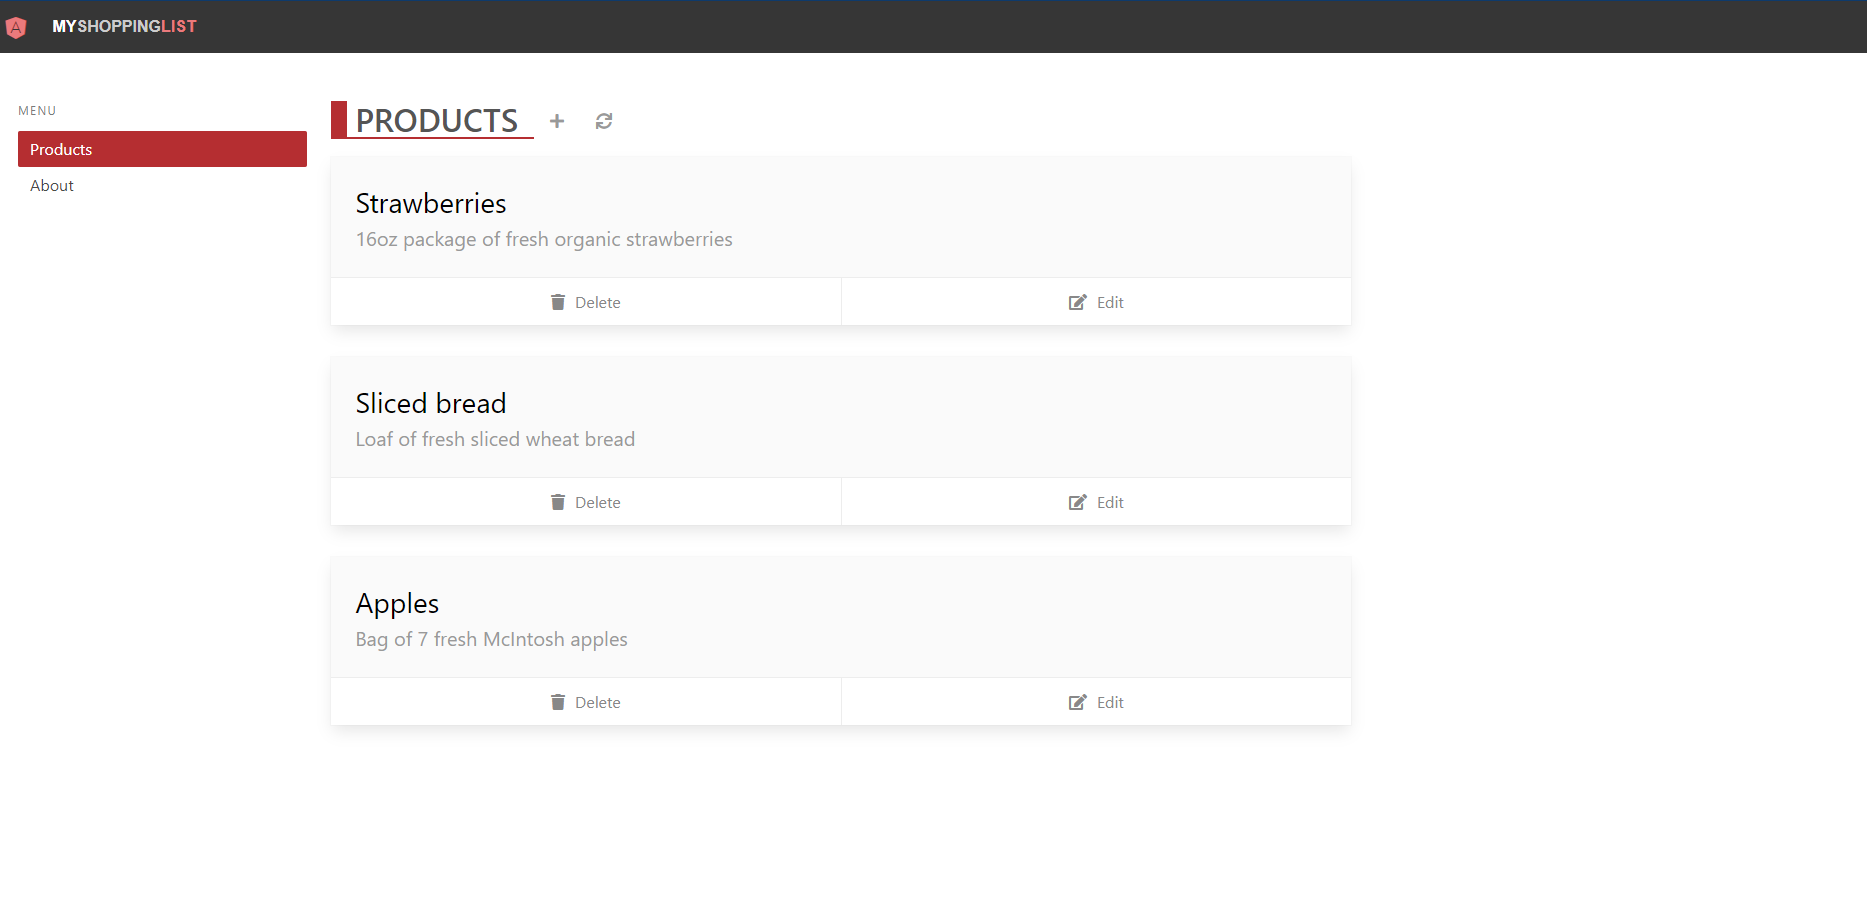 MYSHOPPINGLIST
MENU
Products
About
PRODUCTS
Strawberries
16oz package of fresh organic strawberries
Delete
Edit
Sliced bread
Loaf of fresh sliced wheat bread
Delete
Edit
Apples
Bag of 7 fresh McIntosh apples
Delete
Edit